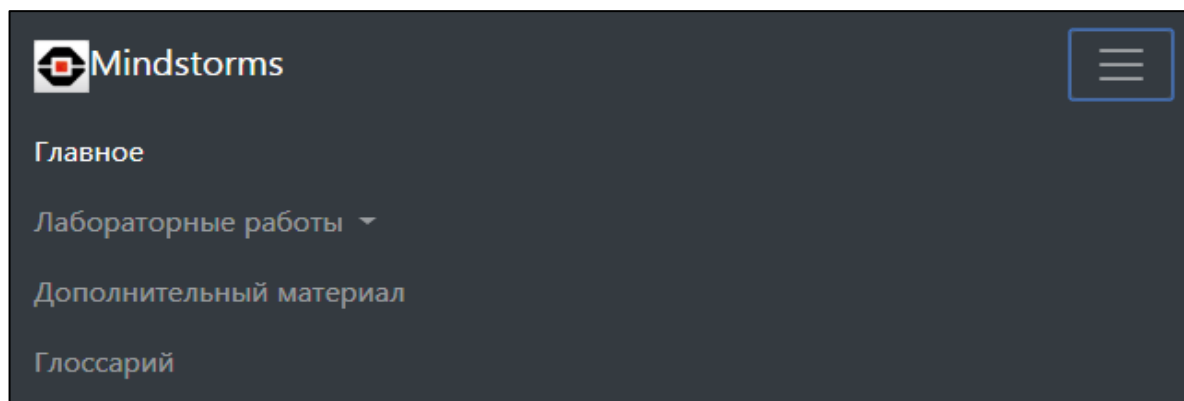 Mindstorms
Главное
Лабораторные работы
Дополнительный материал
Глоссарий